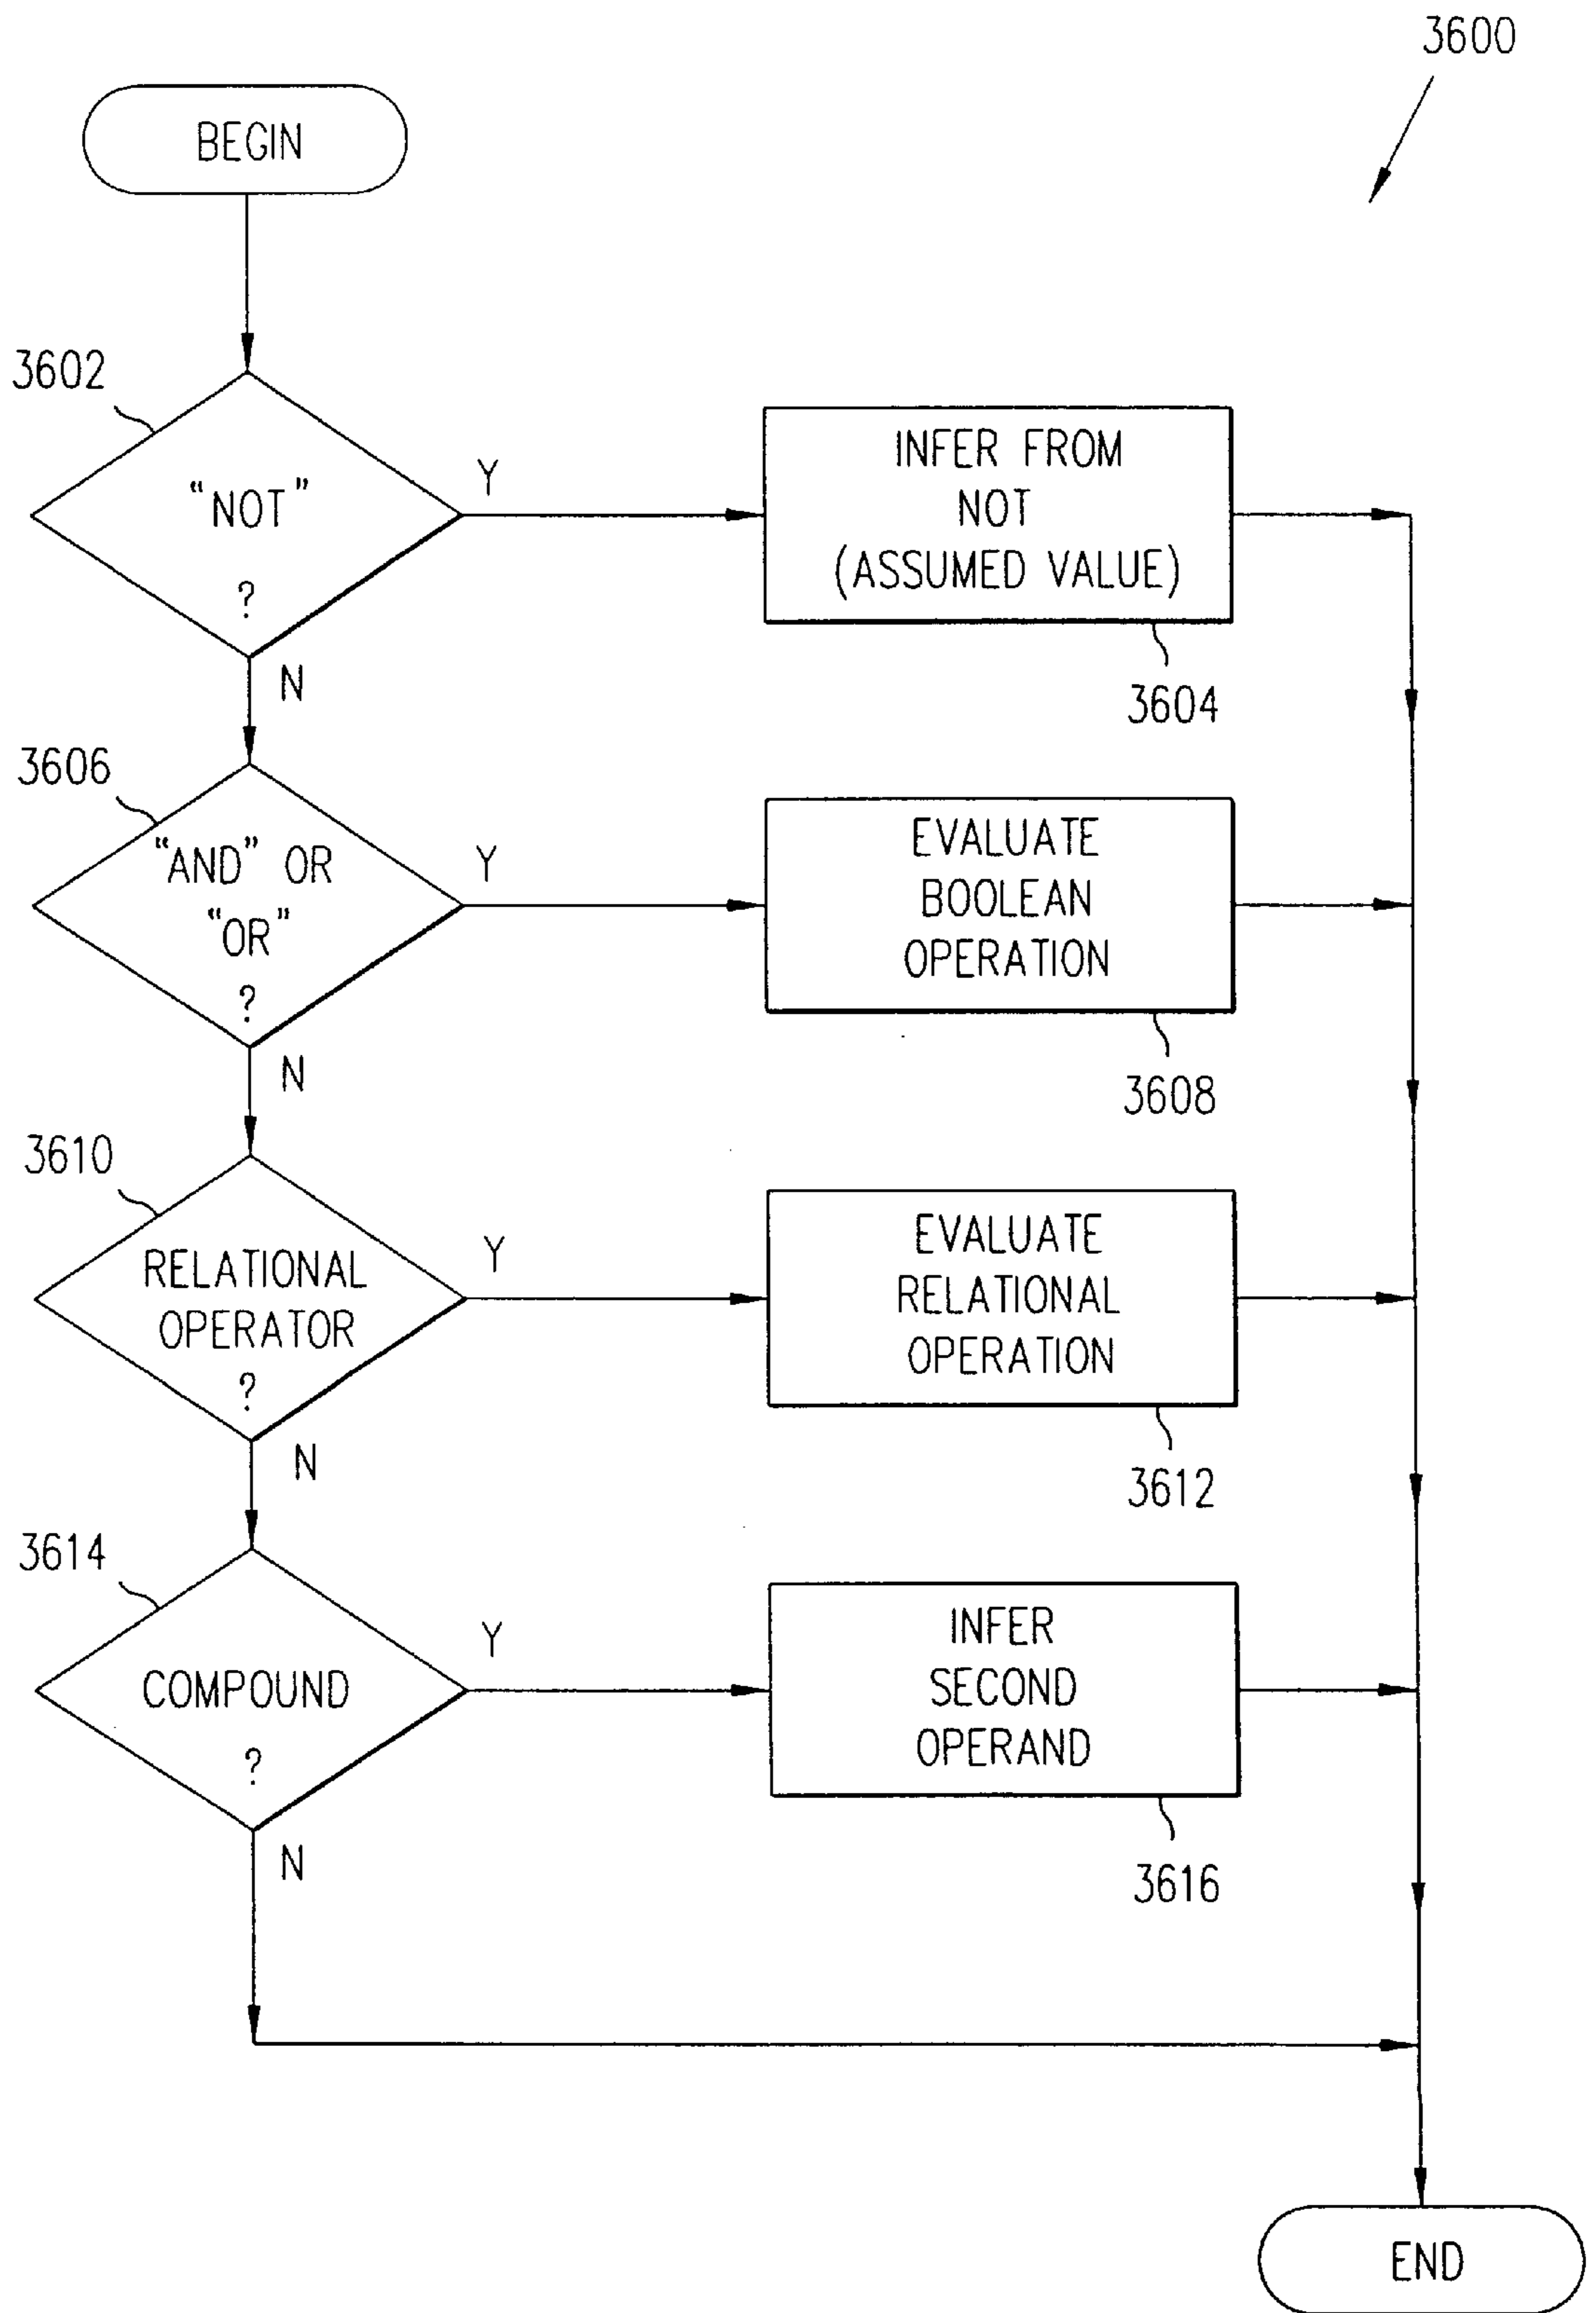 3600
BEGIN
3602
“NOT”
?
Y
N
INFER FROM
NOT
(ASSUMED VALUE)
3604
3606
“AND” OR
“OR”
?
Y
N
EVALUATE
BOOLEAN
OPERATION
3608
3610
RELATIONAL
OPERATOR
?
Y
N
EVALUATE
RELATIONAL
OPERATION
3612
3614
COMPOUND
?
Y
N
INFER
SECOND
OPERAND
3616
END